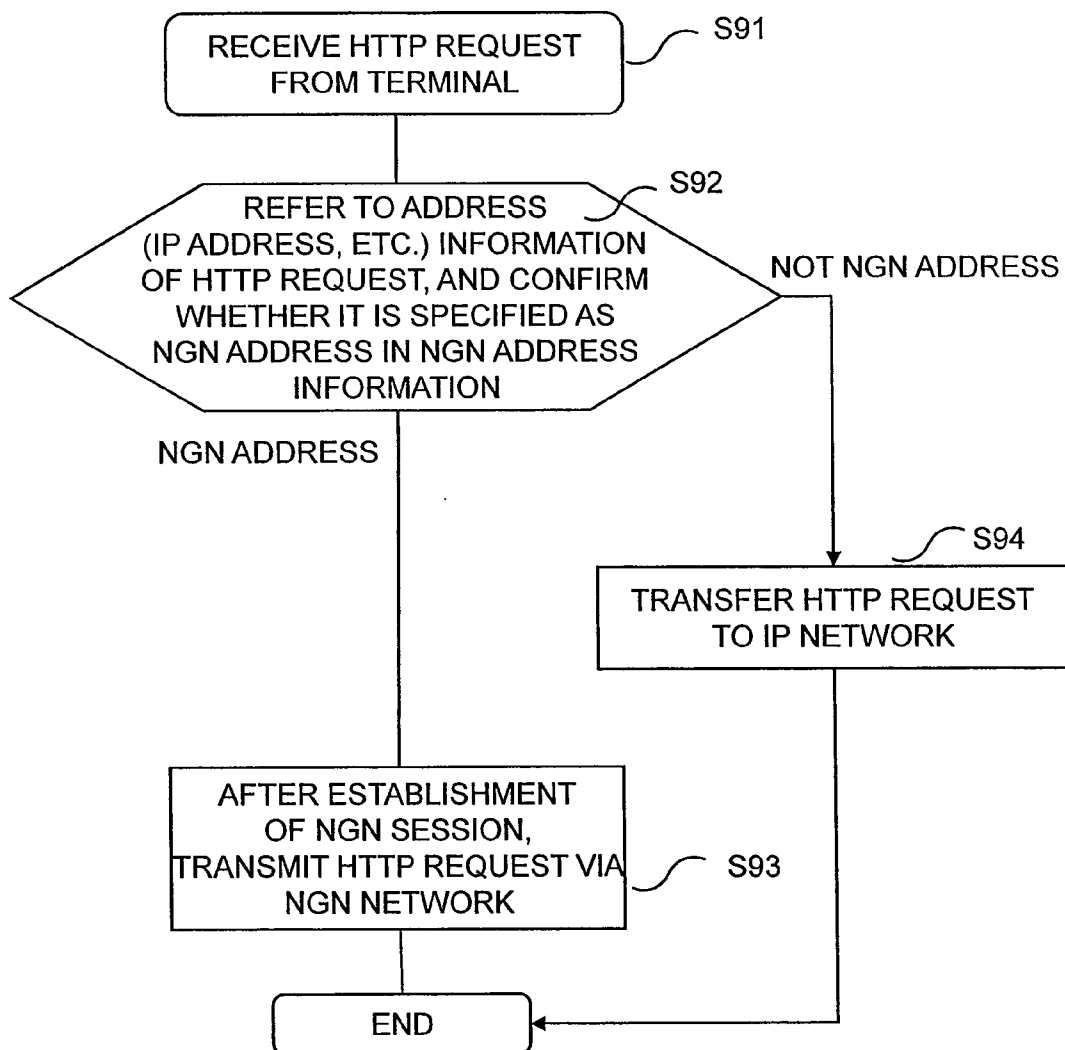 S91
RECEIVE HTTP REQUEST
FROM TERMINAL
S92
REFER TO ADDRESS
(IP ADDRESS, ETC.) INFORMATION
OF HTTP REQUEST, AND CONFIRM
WHETHER IT IS SPECIFIED AS
NGN ADDRESS IN NGN ADDRESS
INFORMATION
NOT NGN ADDRESS
NGN ADDRESS
S94
TRANSFER HTTP REQUEST
TO IP NETWORK
AFTER ESTABLISHMENT
OF NGN SESSION,
TRANSMIT HTTP REQUEST VIA
NGN NETWORK
S93
END